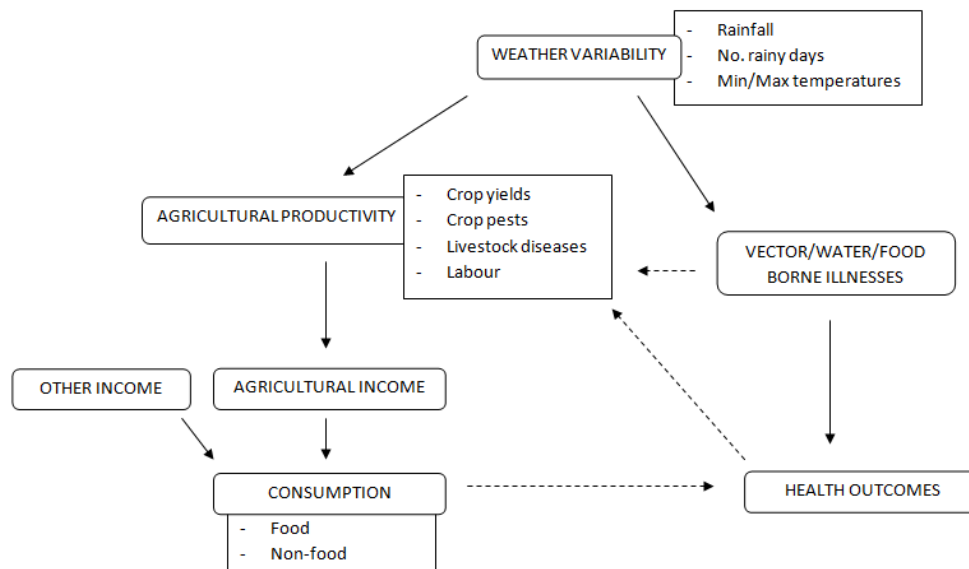 WEATHER VARIABILITY
- Rainfall
- No. rainy days
- Min/Max temperatures
AGRICULTURAL PRODUCTIVITY
- Crop yields
- Crop pests
- Livestock diseases
- Labour
VECTOR/WATER/FOOD
BORNE ILLNESSES
OTHER INCOME
AGRICULTURAL INCOME
CONSUMPTION
- Food
- Non-food
HEALTH OUTCOMES